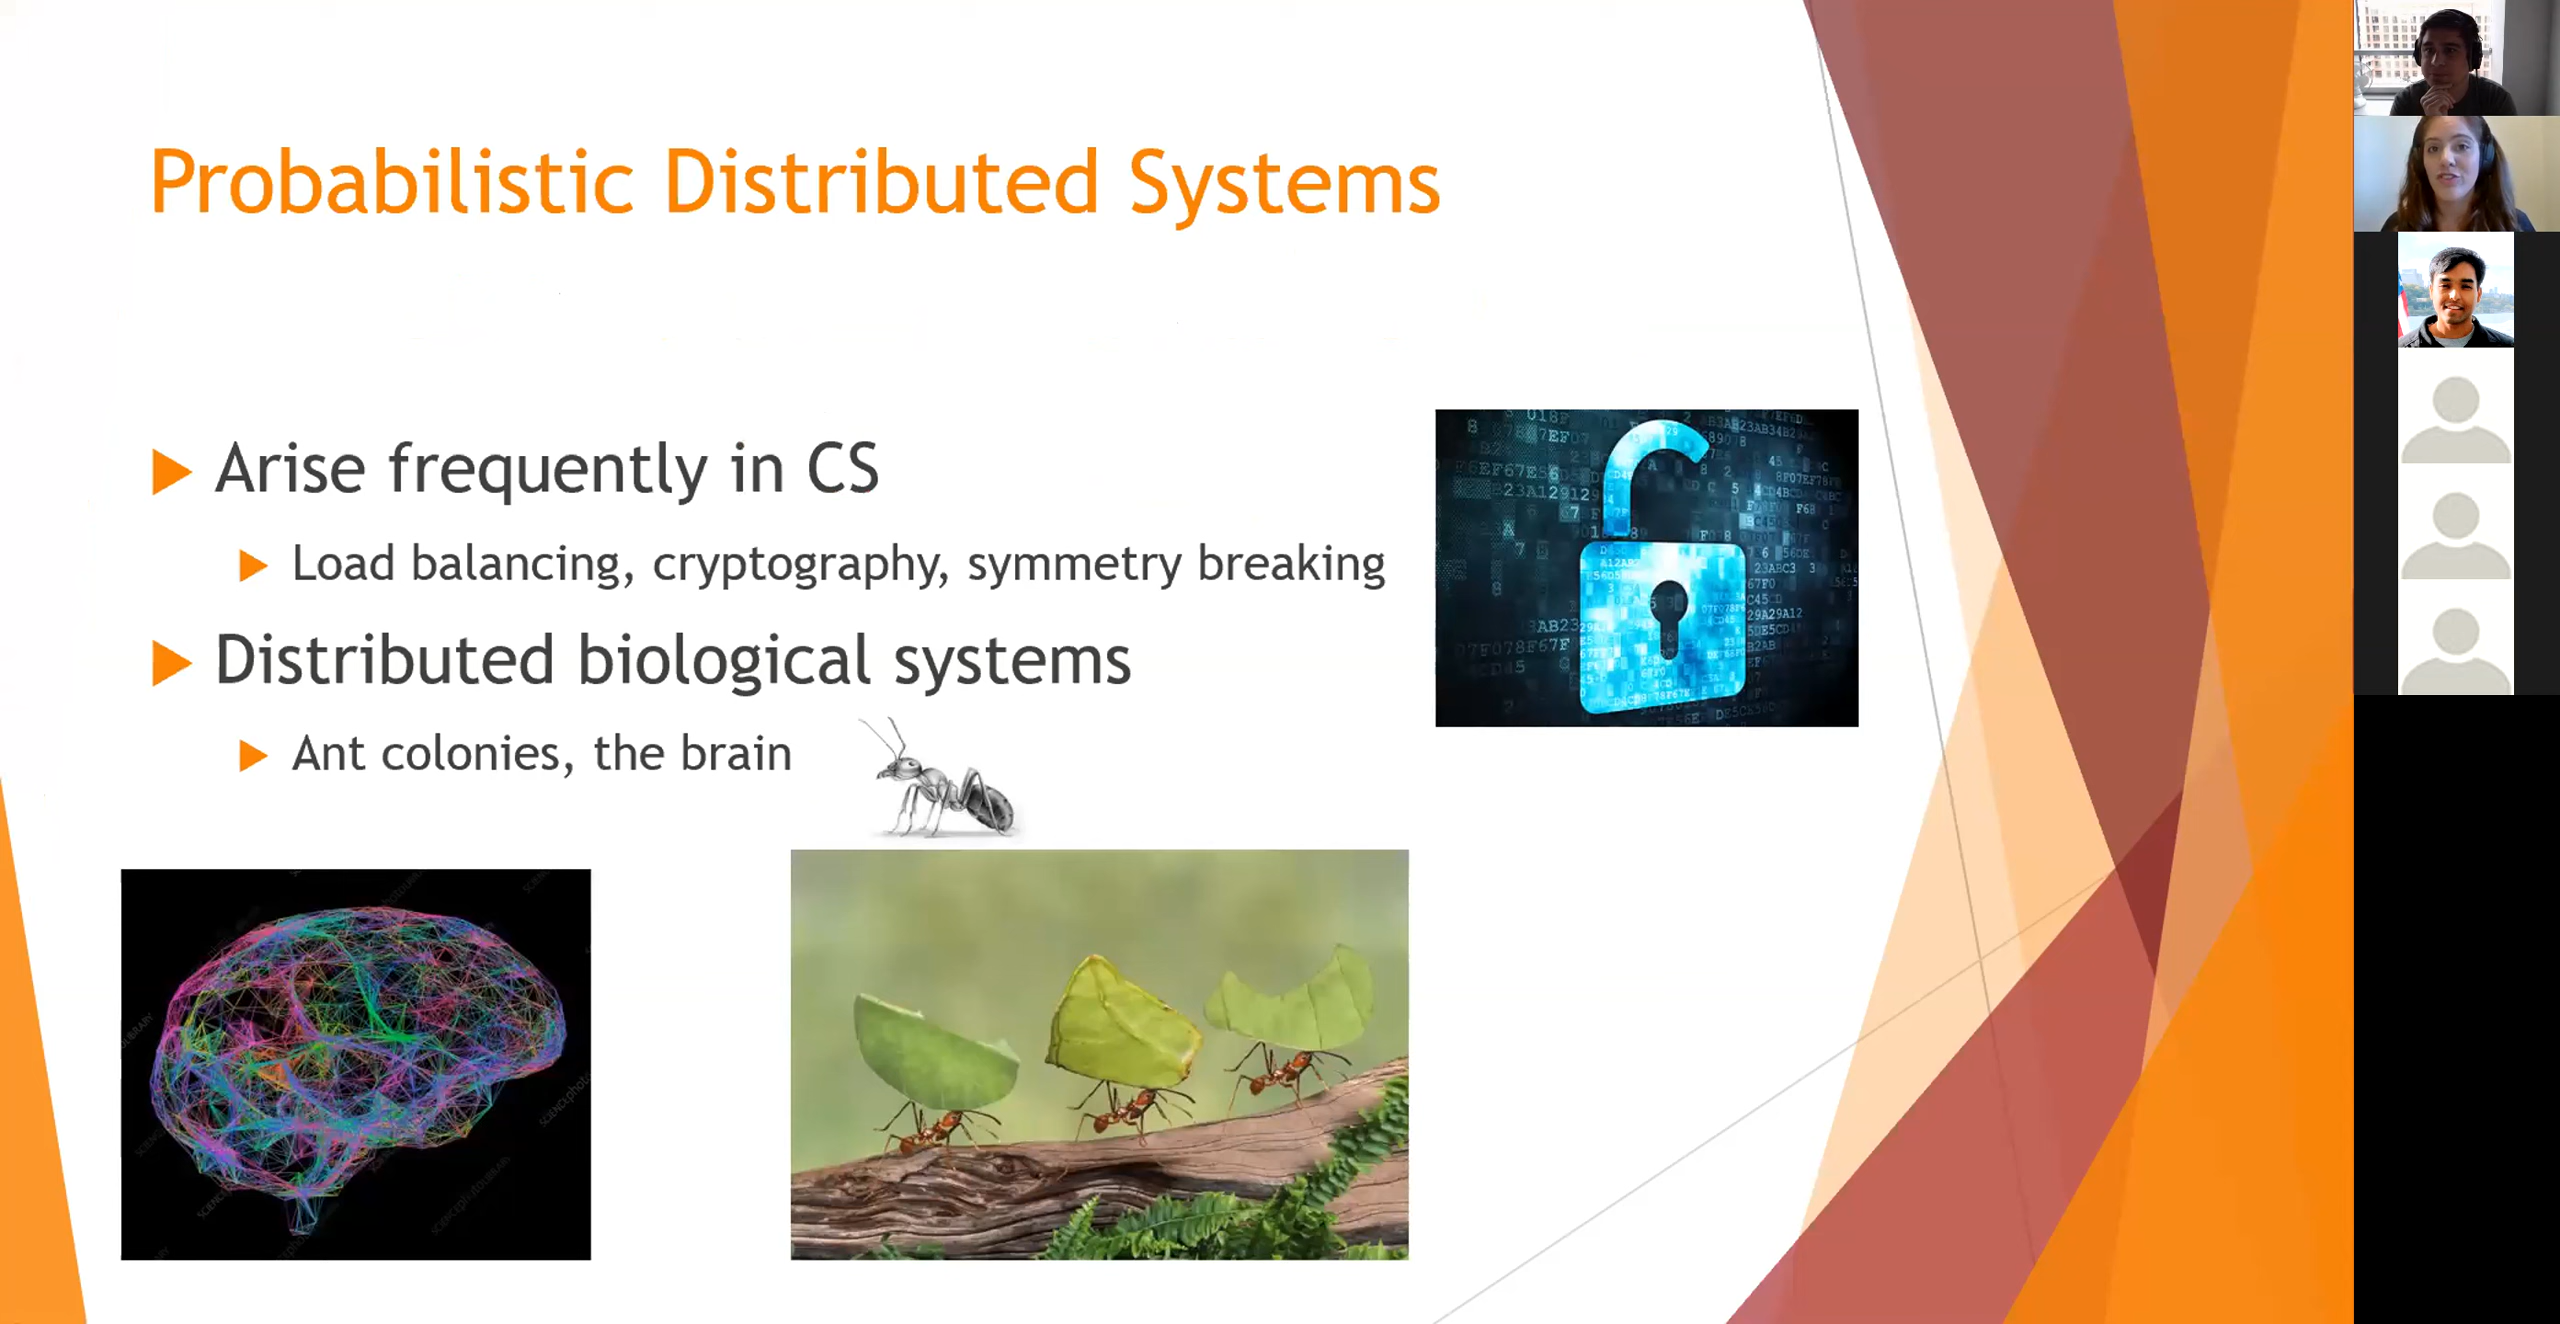 Probabilistic Distributed Systems
Arise frequently in CS
Load balancing, cryptography, symmetry breaking
Distributed biological systems
Ant colonies, the brain